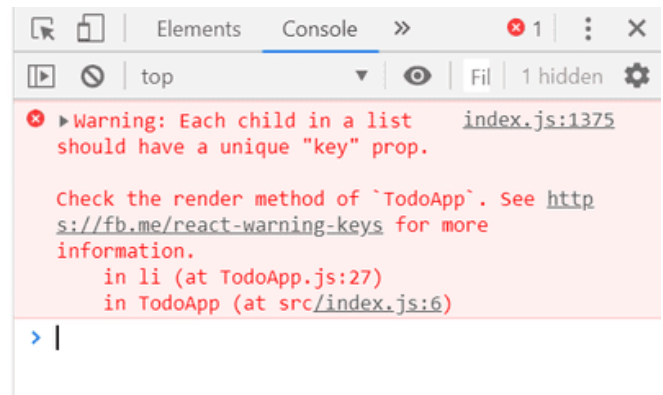 Elements Console » 1
top Fil 1 hidden
Warning: Each child in a list index.js:1375
should have a unique "key" prop.
Check the render method of `TodoApp`. See http
s://fb.me/react-warning-keys for more
information.
in li (at TodoApp.js:27)
in TodoApp (at src/index.js:6)
>